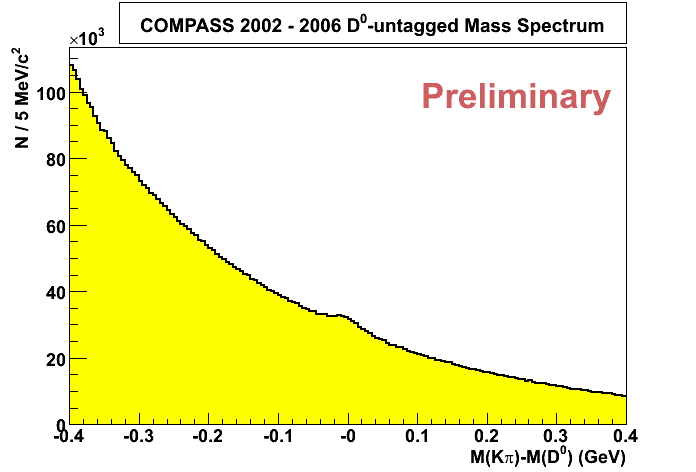 COMPASS 2002 - 2006 D⁰-untagged Mass Spectrum
×10³
N / 5 MeV/c²
Preliminary
100
80
60
40
20
0
-0.4 -0.3 -0.2 -0.1 -0 0.1 0.2 0.3 0.4
M(Kπ)-M(D⁰) (GeV)